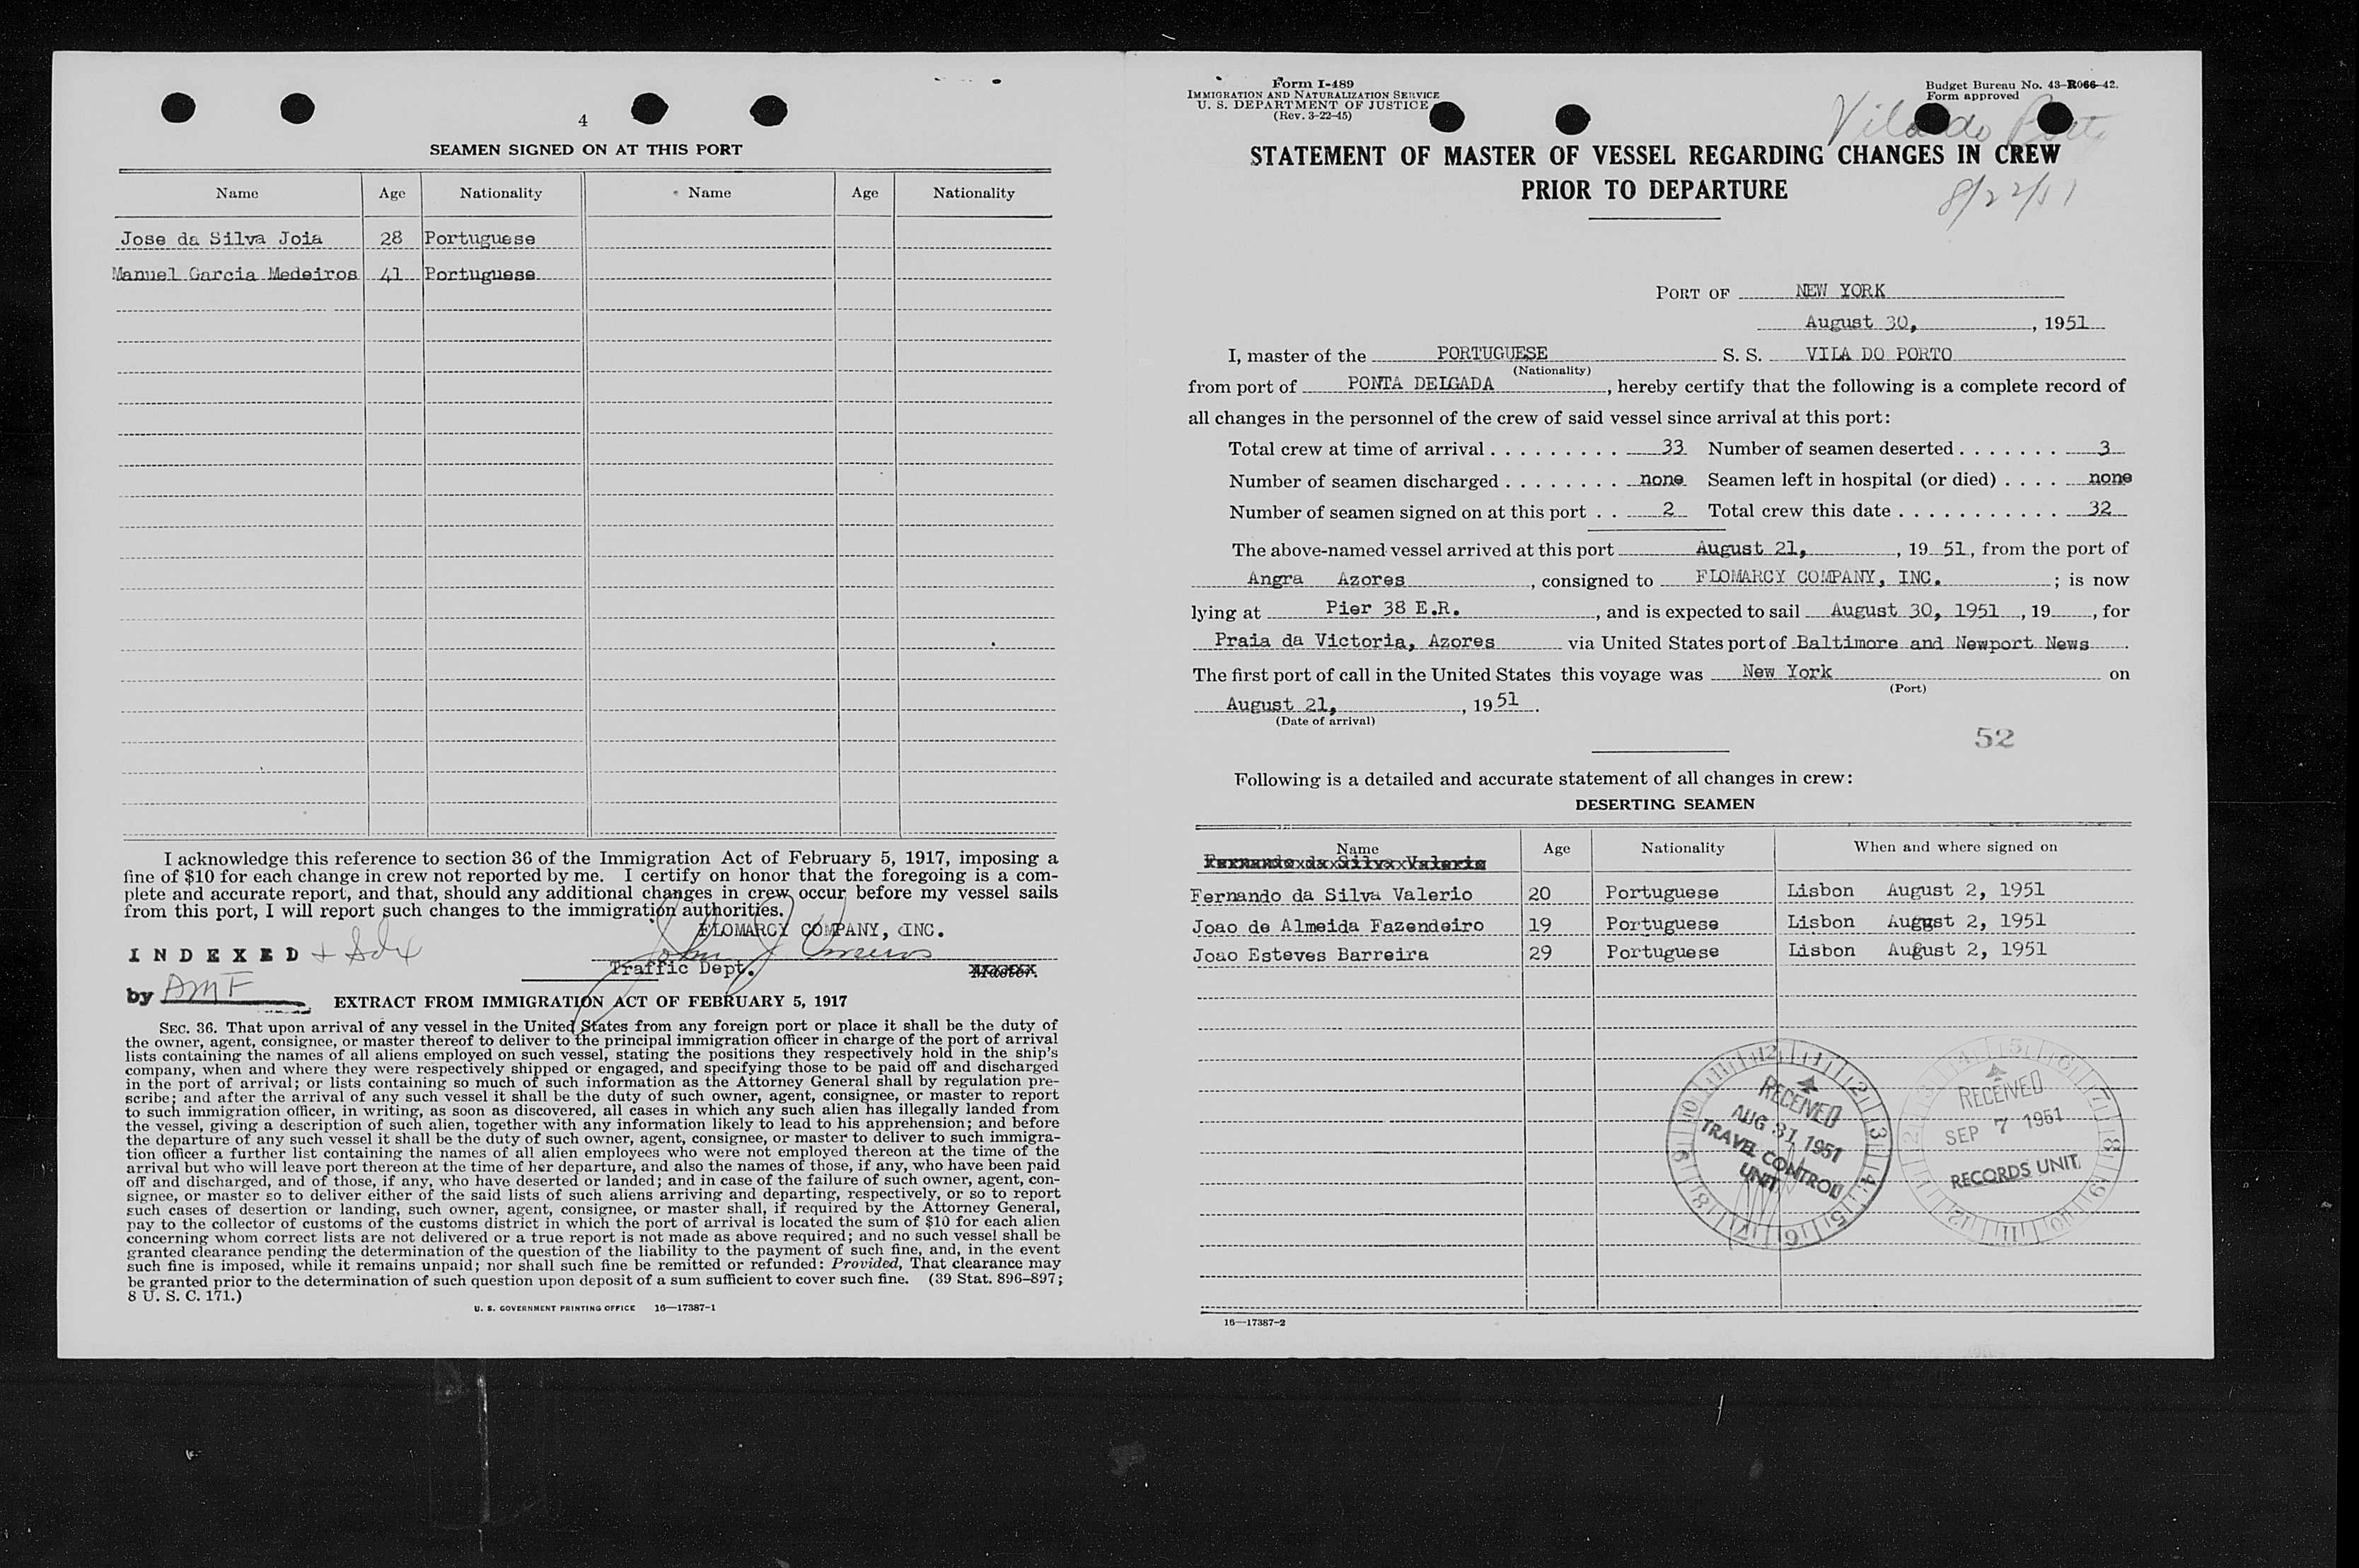 4
SEAMEN SIGNED ON AT THIS PORT
Name Age Nationality Name Age Nationality
Jose da Silva Joia 28 Portuguese
Manuel Garcia Medeiros 41 Portuguese
I acknowledge this reference to section 36 of the Immigration Act of February 5, 1917, imposing a
fine of $10 for each change in crew not reported by me. I certify on honor that the foregoing is a com-
plete and accurate report, and that, should any additional changes in crew occur before my vessel sails
from this port, I will report such changes to the immigration authorities.
FLOMARCY COMPANY, INC.
INDEXED
Traffic Dept. Master.
by AMF
EXTRACT FROM IMMIGRATION ACT OF FEBRUARY 5, 1917
SEC. 36. That upon arrival of any vessel in the United States from any foreign port or place it shall be the duty of
the owner, agent, consignee, or master thereof to deliver to the principal immigration officer in charge of the port of arrival
lists containing the names of all aliens employed on such vessel, stating the positions they respectively hold in the ship's
company, when and where they were respectively shipped or engaged, and specifying those to be paid off and discharged
in the port of arrival; or lists containing so much of such information as the Attorney General shall by regulation pre-
scribe; and after the arrival of any such vessel it shall be the duty of such owner, agent, consignee, or master to report
to such immigration officer, in writing, as soon as discovered, all cases in which any such alien has illegally landed from
the vessel, giving a description of such alien, together with any information likely to lead to his apprehension; and before
the departure of any such vessel it shall be the duty of such owner, agent, consignee, or master to deliver to such immigra-
tion officer a further list containing the names of all alien employees who were not employed thereon at the time of the
arrival but who will leave port thereon at the time of her departure, and also the names of those, if any, who have been paid
off and discharged, and of those, if any, who have deserted or landed; and in case of the failure of such owner, agent, con-
signee, or master so to deliver either of the said lists of such aliens arriving and departing, respectively, or so to report
such cases of desertion or landing, such owner, agent, consignee, or master shall, if required by the Attorney General,
pay to the collector of customs of the customs district in which the port of arrival is located the sum of $10 for each alien
concerning whom correct lists are not delivered or a true report is not made as above required; and no such vessel shall be
granted clearance pending the determination of the question of the liability to the payment of such fine, and, in the event
such fine is imposed, while it remains unpaid; nor shall such fine be remitted or refunded: Provided, That clearance may
be granted prior to the determination of such question upon deposit of a sum sufficient to cover such fine. (39 Stat. 896–897;
8 U. S. C. 171.)
U. S. GOVERNMENT PRINTING OFFICE 16—17387-1
Form I-489
IMMIGRATION AND NATURALIZATION SERVICE
U. S. DEPARTMENT OF JUSTICE
(Rev. 3-22-45)
Budget Bureau No. 43-R066-42.
Form approved
Vila do Porto
STATEMENT OF MASTER OF VESSEL REGARDING CHANGES IN CREW
PRIOR TO DEPARTURE
8/22/51
PORT OF NEW YORK
August 30, , 1951
I, master of the PORTUGUESE S. S. VILA DO PORTO
(Nationality)
from port of PONTA DELGADA , hereby certify that the following is a complete record of
all changes in the personnel of the crew of said vessel since arrival at this port:
Total crew at time of arrival . . . . . . . . . 33 Number of seamen deserted . . . . . . . 3
Number of seamen discharged . . . . . . . . none Seamen left in hospital (or died) . . . . none
Number of seamen signed on at this port . . 2 Total crew this date . . . . . . . . . . . 32
The above-named vessel arrived at this port August 21, , 19 51, from the port of
Angra Azores , consigned to FLOMARCY COMPANY, INC. ; is now
lying at Pier 38 E.R. , and is expected to sail August 30, 1951 , 19 , for
Praia da Victoria, Azores via United States port of Baltimore and Newport News .
The first port of call in the United States this voyage was New York on
(Port)
August 21, , 19 51 .
(Date of arrival)
52
Following is a detailed and accurate statement of all changes in crew:
DESERTING SEAMEN
Name Age Nationality When and where signed on
Fernando da Silva Valerio
Fernando da Silva Valerio 20 Portuguese Lisbon August 2, 1951
Joao de Almeida Fazendeiro 19 Portuguese Lisbon August 2, 1951
Joao Esteves Barreira 29 Portuguese Lisbon August 2, 1951
12 1 2 3 4 5 6 7 8 9 10 11
RECEIVED
AUG 31 1951
TRAVEL CONTROL
UNIT
4 5 6 7 8 9 10 11 12 1 2 3
RECEIVED
SEP 7 1951
RECORDS UNIT
16—17387-2